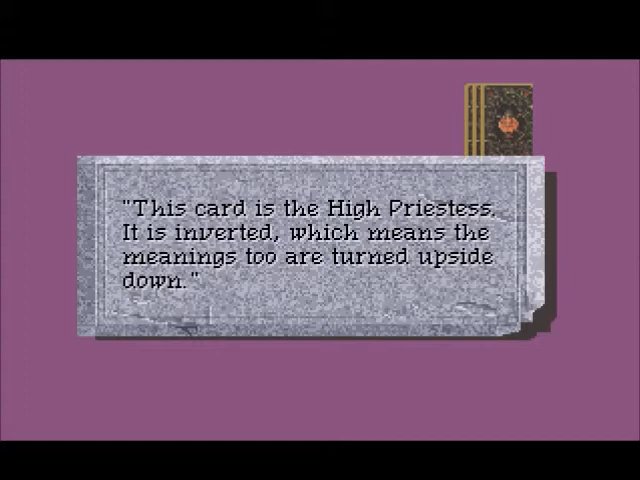 "This card is the High Priestess.
It is inverted, which means the
meanings too are turned upside
down."